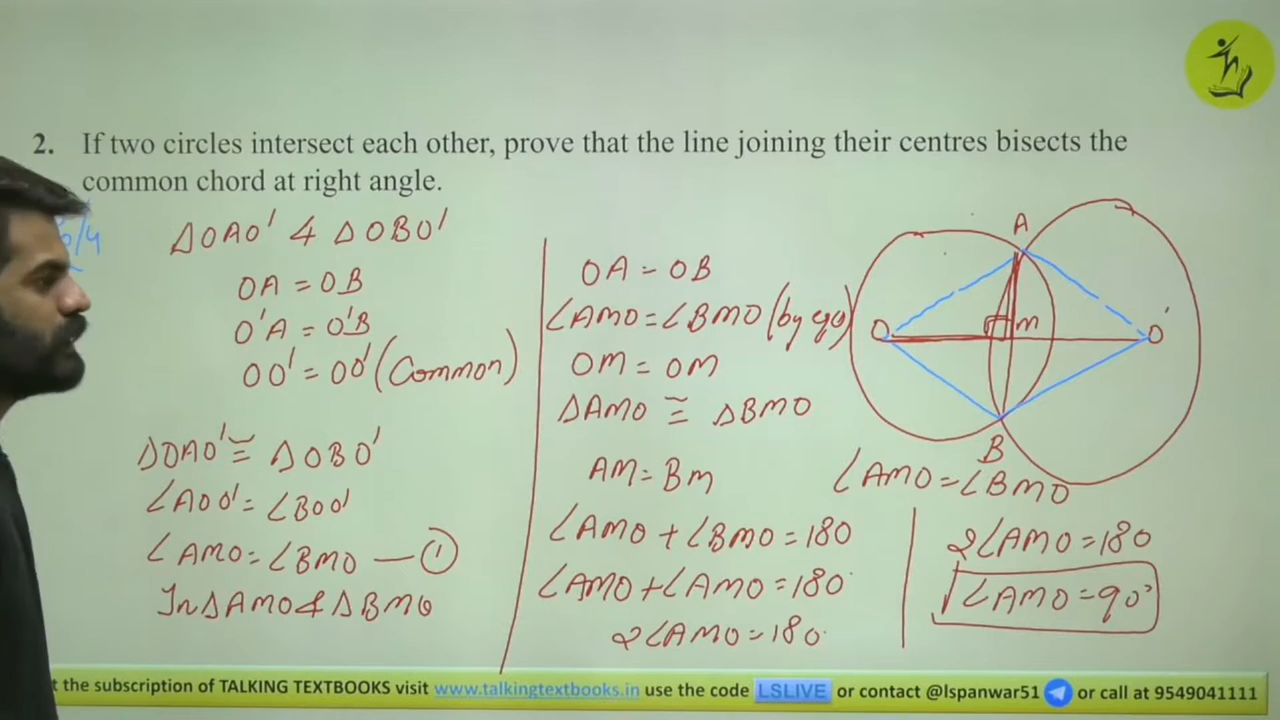 2. If two circles intersect each other, prove that the line joining their centres bisects the
common chord at right angle.
ΔOAO' & ΔOBO'
OA = OB
O'A = O'B
OO' = OO' (Common)
ΔOAO' ≅ ΔOBO'
∠AOO' = ∠BOO'
∠AMO = ∠BMO — ①
In ΔAMO & ΔBMO
OA = OB
∠AMO = ∠BMO (by 90)
OM = OM
ΔAMO ≅ ΔBMO
AM = BM
∠AMO + ∠BMO = 180
∠AMO + ∠AMO = 180°
2∠AMO = 180°
A
O
M
O'
B
∠AMO = ∠BMO
2∠AMO = 180
∠AMO = 90°
t the subscription of TALKING TEXTBOOKS visit www.talkingtextbooks.in use the code LSLIVE or contact @lspanwar51 or call at 9549041111